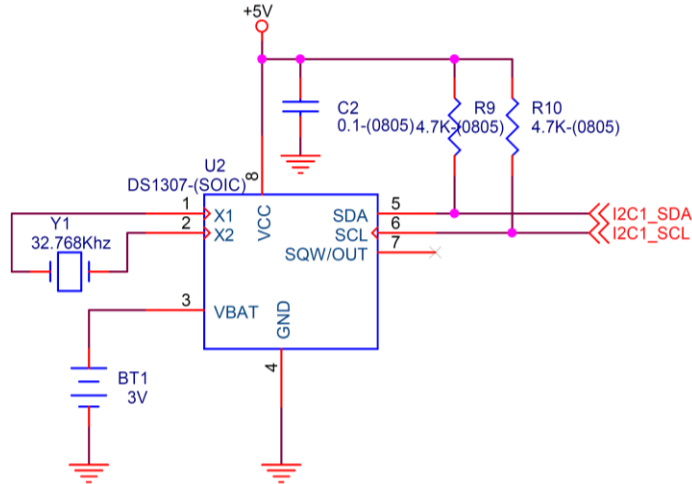 +5V
C2
0.1-(0805)
R9
4.7K-(0805)
R10
4.7K-(0805)
U2
DS1307-(SOIC)
8
1
X1
VCC
SDA
5
I2C1_SDA
Y1
32.768Khz
2
X2
SCL
6
I2C1_SCL
SQW/OUT
7
3
VBAT
GND
4
BT1
3V